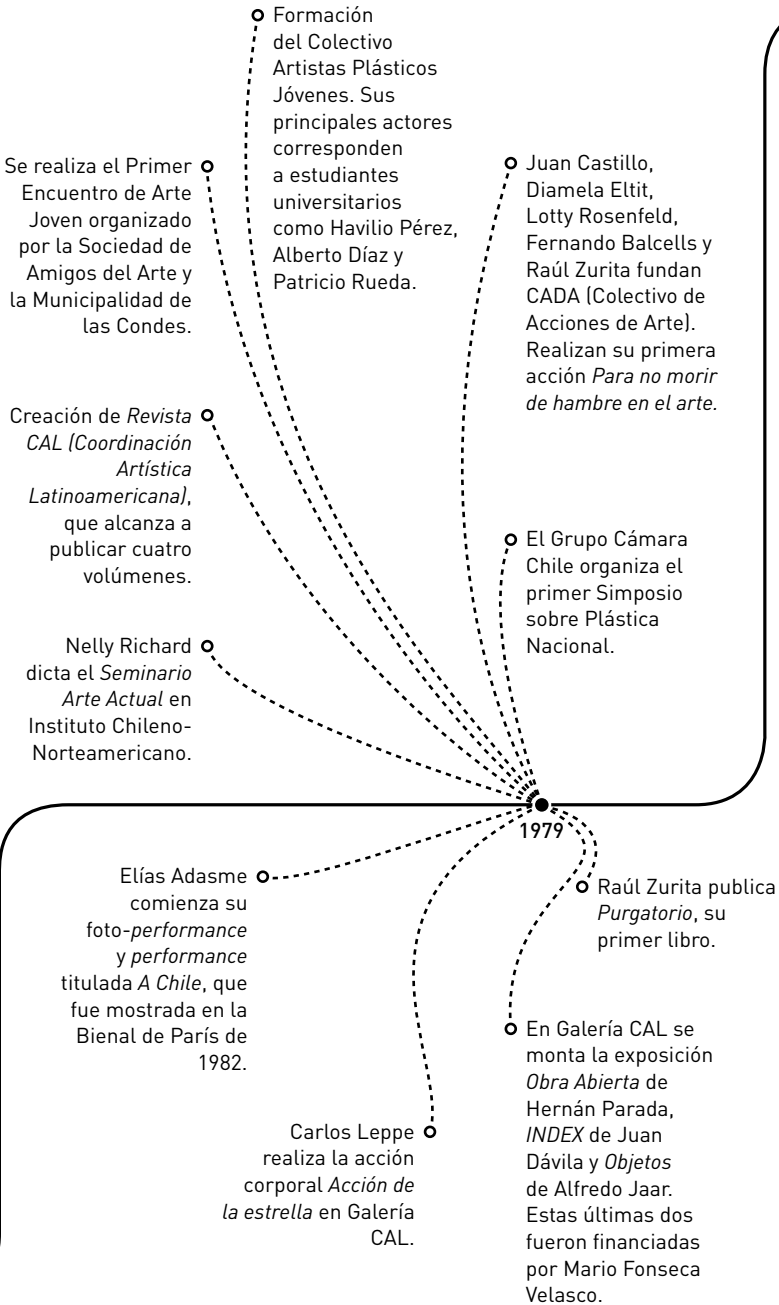 Formación
del Colectivo
Artistas Plásticos
Jóvenes. Sus
principales actores
corresponden
a estudiantes
universitarios
como Havilio Pérez,
Alberto Díaz y
Patricio Rueda.
Se realiza el Primer
Encuentro de Arte
Joven organizado
por la Sociedad de
Amigos del Arte y
la Municipalidad de
las Condes.
Juan Castillo,
Diamela Eltit,
Lotty Rosenfeld,
Fernando Balcells y
Raúl Zurita fundan
CADA (Colectivo de
Acciones de Arte).
Realizan su primera
acción Para no morir
de hambre en el arte.
Creación de Revista
CAL (Coordinación
Artística
Latinoamericana),
que alcanza a
publicar cuatro
volúmenes.
El Grupo Cámara
Chile organiza el
primer Simposio
sobre Plástica
Nacional.
Nelly Richard
dicta el Seminario
Arte Actual en
Instituto Chileno-
Norteamericano.
1979
Elías Adasme
comienza su
foto-performance
y performance
titulada A Chile, que
fue mostrada en la
Bienal de París de
1982.
Raúl Zurita publica
Purgatorio, su
primer libro.
En Galería CAL se
monta la exposición
Obra Abierta de
Hernán Parada,
INDEX de Juan
Dávila y Objetos
de Alfredo Jaar.
Estas últimas dos
fueron financiadas
por Mario Fonseca
Velasco.
Carlos Leppe
realiza la acción
corporal Acción de
la estrella en Galería
CAL.